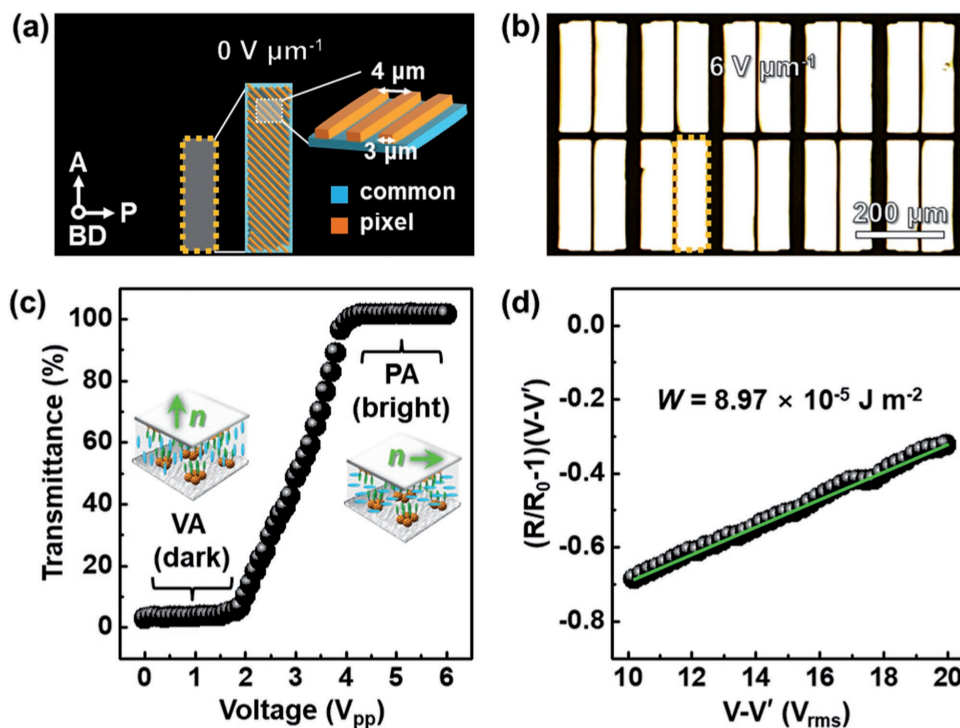 (a)
0 V μm⁻¹
4 μm
3 μm
A
P
BD
common
pixel
(b)
6 V μm⁻¹
200 μm
(c)
Transmittance (%)
100
80
60
40
20
0
n
VA
(dark)
PA
(bright)
n
0 1 2 3 4 5 6
Voltage (Vpp)
(d)
(R/R₀-1)(V-V′)
0.0
-0.2
-0.4
-0.6
-0.8
W = 8.97 × 10⁻⁵ J m⁻²
10 12 14 16 18 20
V-V′ (Vrms)